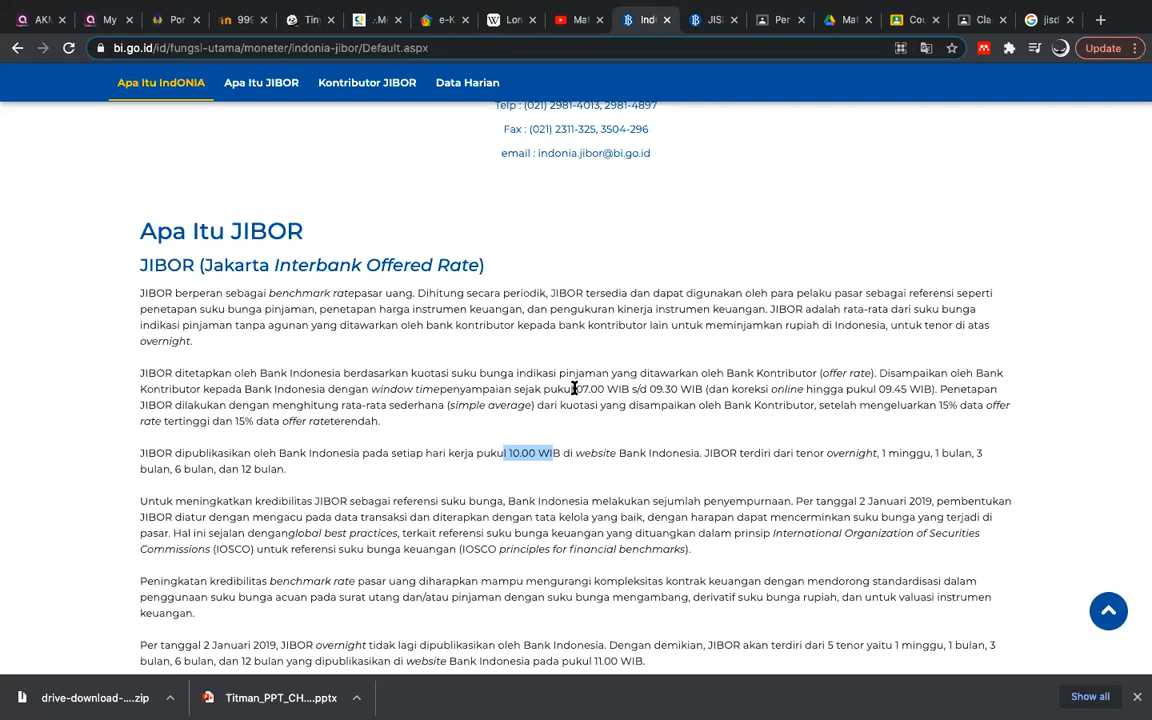 AKM
My
Por
999
Tiny
.:M
e-K
Lon
Mat
Indo
JISD
Per
Mat
Cou
Cla
jisd
bi.go.id/id/fungsi-utama/moneter/indonia-jibor/Default.aspx
Update
Apa Itu IndONIA Apa Itu JIBOR Kontributor JIBOR Data Harian
Telp : (021) 2981-4013, 2981-4897
Fax : (021) 2311-325, 3504-296
email : indonia.jibor@bi.go.id
Apa Itu JIBOR
JIBOR (Jakarta Interbank Offered Rate)
JIBOR berperan sebagai benchmark ratepasar uang. Dihitung secara periodik, JIBOR tersedia dan dapat digunakan oleh para pelaku pasar sebagai referensi seperti
penetapan suku bunga pinjaman, penetapan harga instrumen keuangan, dan pengukuran kinerja instrumen keuangan. JIBOR adalah rata-rata dari suku bunga
indikasi pinjaman tanpa agunan yang ditawarkan oleh bank kontributor kepada bank kontributor lain untuk meminjamkan rupiah di Indonesia, untuk tenor di atas
overnight.
JIBOR ditetapkan oleh Bank Indonesia berdasarkan kuotasi suku bunga indikasi pinjaman yang ditawarkan oleh Bank Kontributor (offer rate). Disampaikan oleh Bank
Kontributor kepada Bank Indonesia dengan window timepenyampaian sejak pukul 07.00 WIB s/d 09.30 WIB (dan koreksi online hingga pukul 09.45 WIB). Penetapan
JIBOR dilakukan dengan menghitung rata-rata sederhana (simple average) dari kuotasi yang disampaikan oleh Bank Kontributor, setelah mengeluarkan 15% data offer
rate tertinggi dan 15% data offer rateterendah.
JIBOR dipublikasikan oleh Bank Indonesia pada setiap hari kerja pukul 10.00 WIB di website Bank Indonesia. JIBOR terdiri dari tenor overnight, 1 minggu, 1 bulan, 3
bulan, 6 bulan, dan 12 bulan.
Untuk meningkatkan kredibilitas JIBOR sebagai referensi suku bunga, Bank Indonesia melakukan sejumlah penyempurnaan. Per tanggal 2 Januari 2019, pembentukan
JIBOR diatur dengan mengacu pada data transaksi dan diterapkan dengan tata kelola yang baik, dengan harapan dapat mencerminkan suku bunga yang terjadi di
pasar. Hal ini sejalan denganglobal best practices, terkait referensi suku bunga keuangan yang dituangkan dalam prinsip International Organization of Securities
Commissions (IOSCO) untuk referensi suku bunga keuangan (IOSCO principles for financial benchmarks).
Peningkatan kredibilitas benchmark rate pasar uang diharapkan mampu mengurangi kompleksitas kontrak keuangan dengan mendorong standardisasi dalam
penggunaan suku bunga acuan pada surat utang dan/atau pinjaman dengan suku bunga mengambang, derivatif suku bunga rupiah, dan untuk valuasi instrumen
keuangan.
Per tanggal 2 Januari 2019, JIBOR overnight tidak lagi dipublikasikan oleh Bank Indonesia. Dengan demikian, JIBOR akan terdiri dari 5 tenor yaitu 1 minggu, 1 bulan, 3
bulan, 6 bulan, dan 12 bulan yang dipublikasikan di website Bank Indonesia pada pukul 11.00 WIB.
drive-download-....zip
Titman_PPT_CH....pptx
Show all